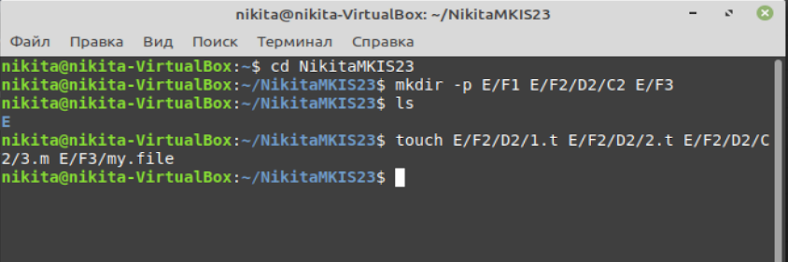 nikita@nikita-VirtualBox: ~/NikitaMKIS23
Файл Правка Вид Поиск Терминал Справка
nikita@nikita-VirtualBox:~$ cd NikitaMKIS23
nikita@nikita-VirtualBox:~/NikitaMKIS23$ mkdir -p E/F1 E/F2/D2/C2 E/F3
nikita@nikita-VirtualBox:~/NikitaMKIS23$ ls
E
nikita@nikita-VirtualBox:~/NikitaMKIS23$ touch E/F2/D2/1.t E/F2/D2/2.t E/F2/D2/C
2/3.m E/F3/my.file
nikita@nikita-VirtualBox:~/NikitaMKIS23$